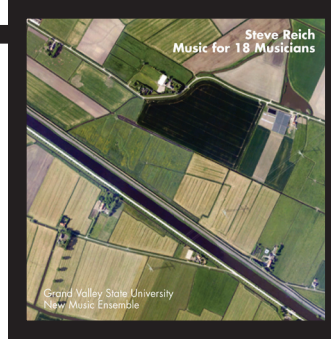 Steve Reich
Music for 18 Musicians
Grand Valley State University
New Music Ensemble